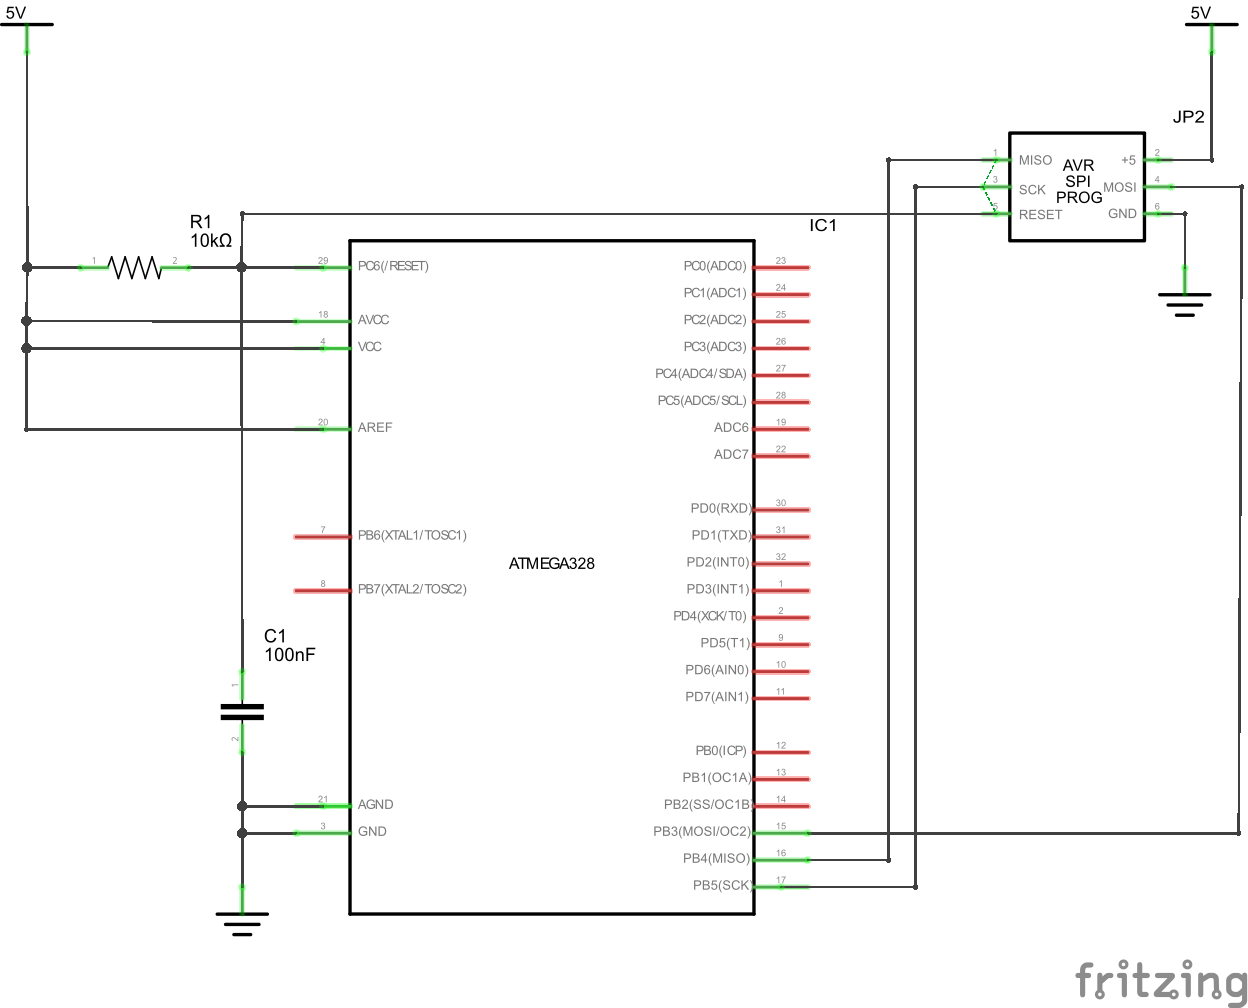 5V
5V
JP2
1 MISO
+5 2
AVR
SPI
PROG
3 SCK
MOSI 4
5 RESET
GND 6
R1
10kΩ
IC1
1 2
29 PC6(/RESET)
PC0(ADC0) 23
PC1(ADC1) 24
18 AVCC
PC2(ADC2) 25
4 VCC
PC3(ADC3) 26
PC4(ADC4/SDA) 27
PC5(ADC5/SCL) 28
20 AREF
ADC6 19
ADC7 22
PD0(RXD) 30
7 PB6(XTAL1/TOSC1)
PD1(TXD) 31
ATMEGA328
PD2(INT0) 32
8 PB7(XTAL2/TOSC2)
PD3(INT1) 1
PD4(XCK/T0) 2
C1
100nF
PD5(T1) 9
PD6(AIN0) 10
1
PD7(AIN1) 11
2
PB0(ICP) 12
PB1(OC1A) 13
21 AGND
PB2(SS/OC1B 14
3 GND
PB3(MOSI/OC2) 15
PB4(MISO) 16
PB5(SCK) 17
fritzing